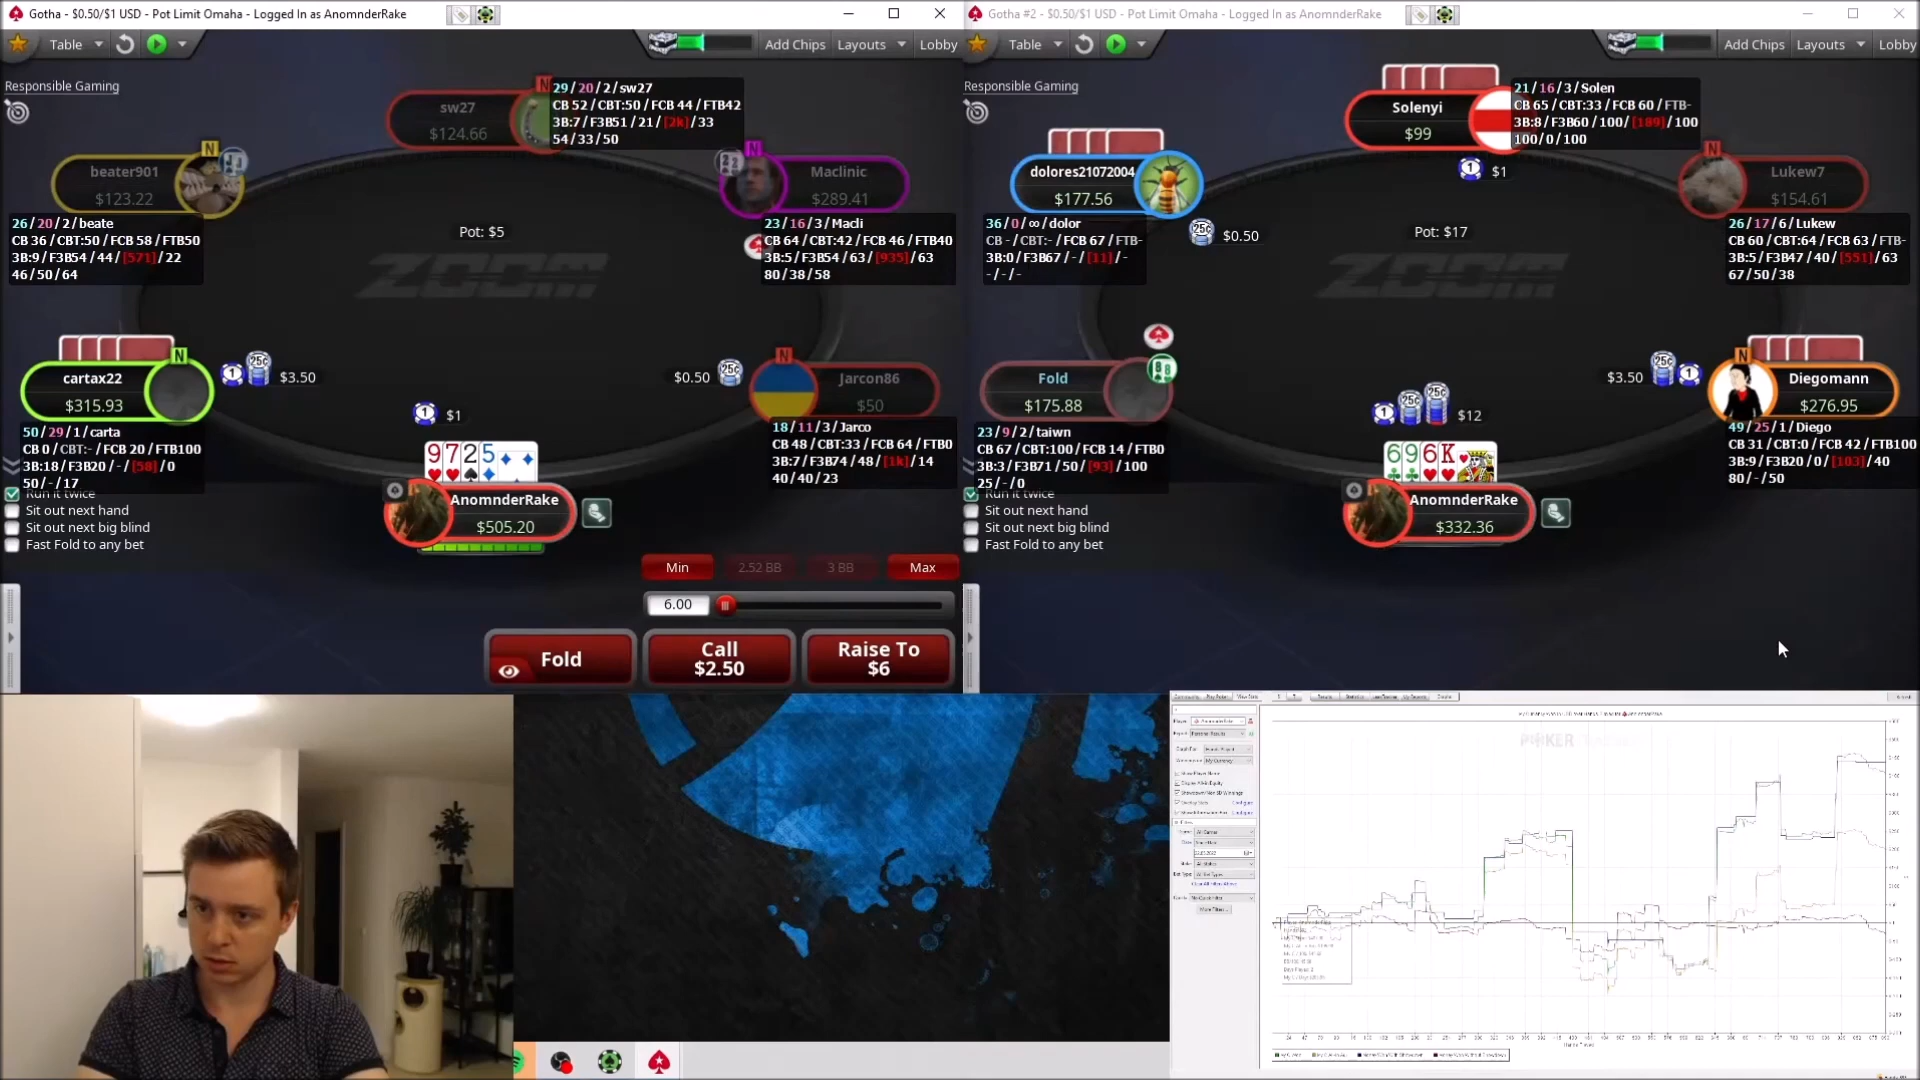 Gotha - $0.50/$1 USD - Pot Limit Omaha - Logged In as AnomnderRake
Table
Add Chips
Layouts
Lobby
Responsible Gaming
sw27
$124.66
N
29/ 20/ 2/ sw27
CB 52/ CBT:50/ FCB 44/ FTB42
3B:7/ F3B51/ 21/ [2k]/ 33
54/ 33/ 50
beater901
$123.22
N
26/ 20/ 2/ beate
CB 36/ CBT:50/ FCB 58/ FTB50
3B:9/ F3B54/ 44/ [571]/ 22
46/ 50/ 64
Maclinic
$289.41
N
23/ 16/ 3/ Macli
CB 64/ CBT:42/ FCB 46/ FTB40
3B:5/ F3B54/ 63/ [935]/ 63
80/ 38/ 58
Pot: $5
ZOOM
cartax22
$315.93
N
$3.50
50/ 29/ 1/ carta
CB 0/ CBT:-/ FCB 20/ FTB100
3B:18/ F3B20/ -/ [58]/ 0
50/ -/ 17
$0.50
Jarcon86
$50
N
18/ 11/ 3/ Jarco
CB 48/ CBT:33/ FCB 64/ FTB0
3B:7/ F3B74/ 48/ [1k]/ 14
40/ 40/ 23
$1
9 7 2 5
AnomnderRake
$505.20
Run it twice
Sit out next hand
Sit out next big blind
Fast Fold to any bet
Min
2.52 BB
3 BB
Max
6.00
Fold
Call
$2.50
Raise To
$6
Gotha #2 - $0.50/$1 USD - Pot Limit Omaha - Logged In as AnomnderRake
Table
Add Chips
Layouts
Lobby
Responsible Gaming
Solenyi
$99
21/ 16/ 3/ Solen
CB 65/ CBT:33/ FCB 60/ FTB-
3B:8/ F3B60/ 100/ [189]/ 100
100/ 0/ 100
$1
dolores21072004
$177.56
36/ 0/ ∞/ dolor
CB -/ CBT:-/ FCB 67/ FTB-
3B:0/ F3B67/ -/ [11]/ -
-/ -/ -
$0.50
Lukew7
$154.61
N
26/ 17/ 6/ Lukew
CB 60/ CBT:64/ FCB 63/ FTB-
3B:5/ F3B47/ 40/ [551]/ 63
67/ 50/ 38
Pot: $17
ZOOM
Fold
$175.88
23/ 9/ 2/ taiwn
CB 67/ CBT:100/ FCB 14/ FTB0
3B:3/ F3B71/ 50/ [93]/ 100
25/ -/ 0
$3.50
Diegomann
$276.95
N
49/ 25/ 1/ Diego
CB 31/ CBT:0/ FCB 42/ FTB100
3B:9/ F3B20/ 0/ [103]/ 40
80/ -/ 50
$12
6 9 6 K
AnomnderRake
$332.36
Run it twice
Sit out next hand
Sit out next big blind
Fast Fold to any bet